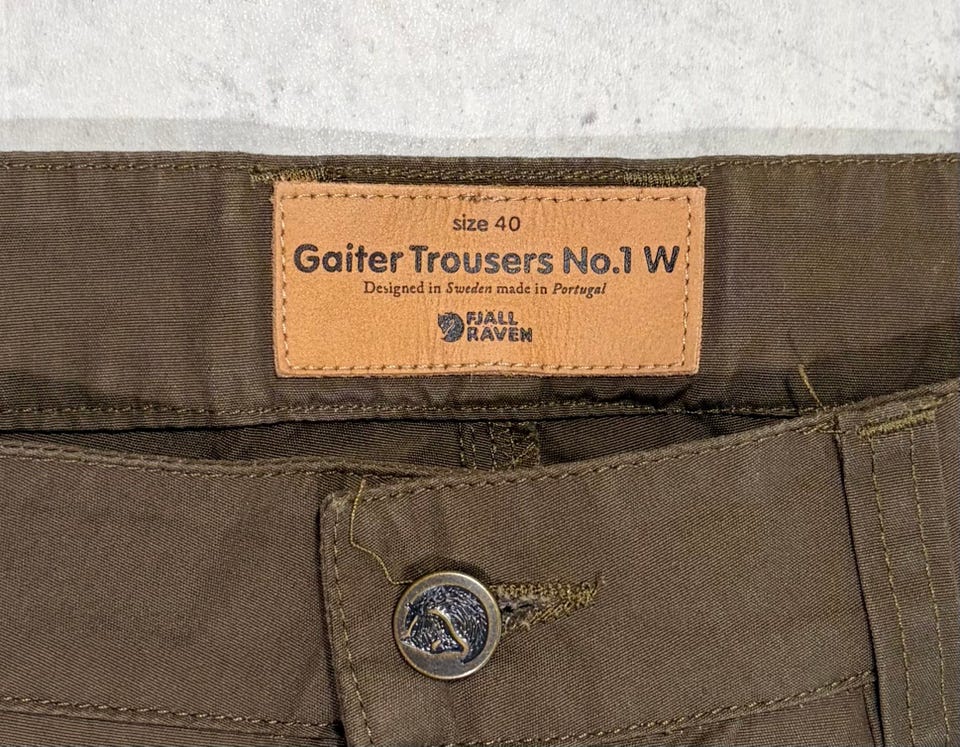 size 40
Gaiter Trousers No.1 W
Designed in Sweden made in Portugal
FJALL
RAVEN